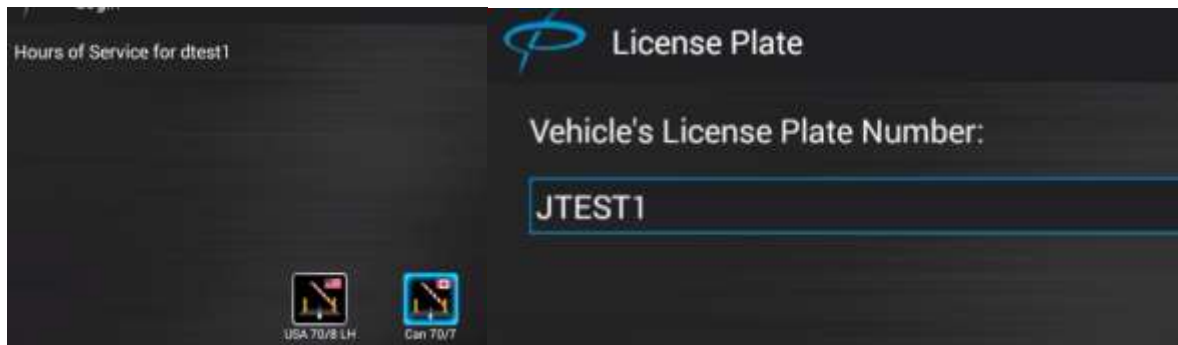 Login
Hours of Service for dtest1
USA 70/8 LH
Can 70/7
License Plate
Vehicle's License Plate Number:
JTEST1